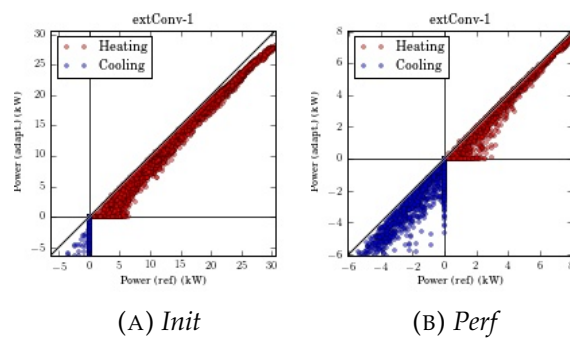 extConv-1
Power (adapt.) (kW)
30
25
20
15
10
5
0
−5
Heating
Cooling
−5 0 5 10 15 20 25 30
Power (ref) (kW)
(A) Init
extConv-1
Power (adapt.) (kW)
8
6
4
2
0
−2
−4
−6
Heating
Cooling
−6 −4 −2 0 2 4 6 8
Power (ref) (kW)
(B) Perf